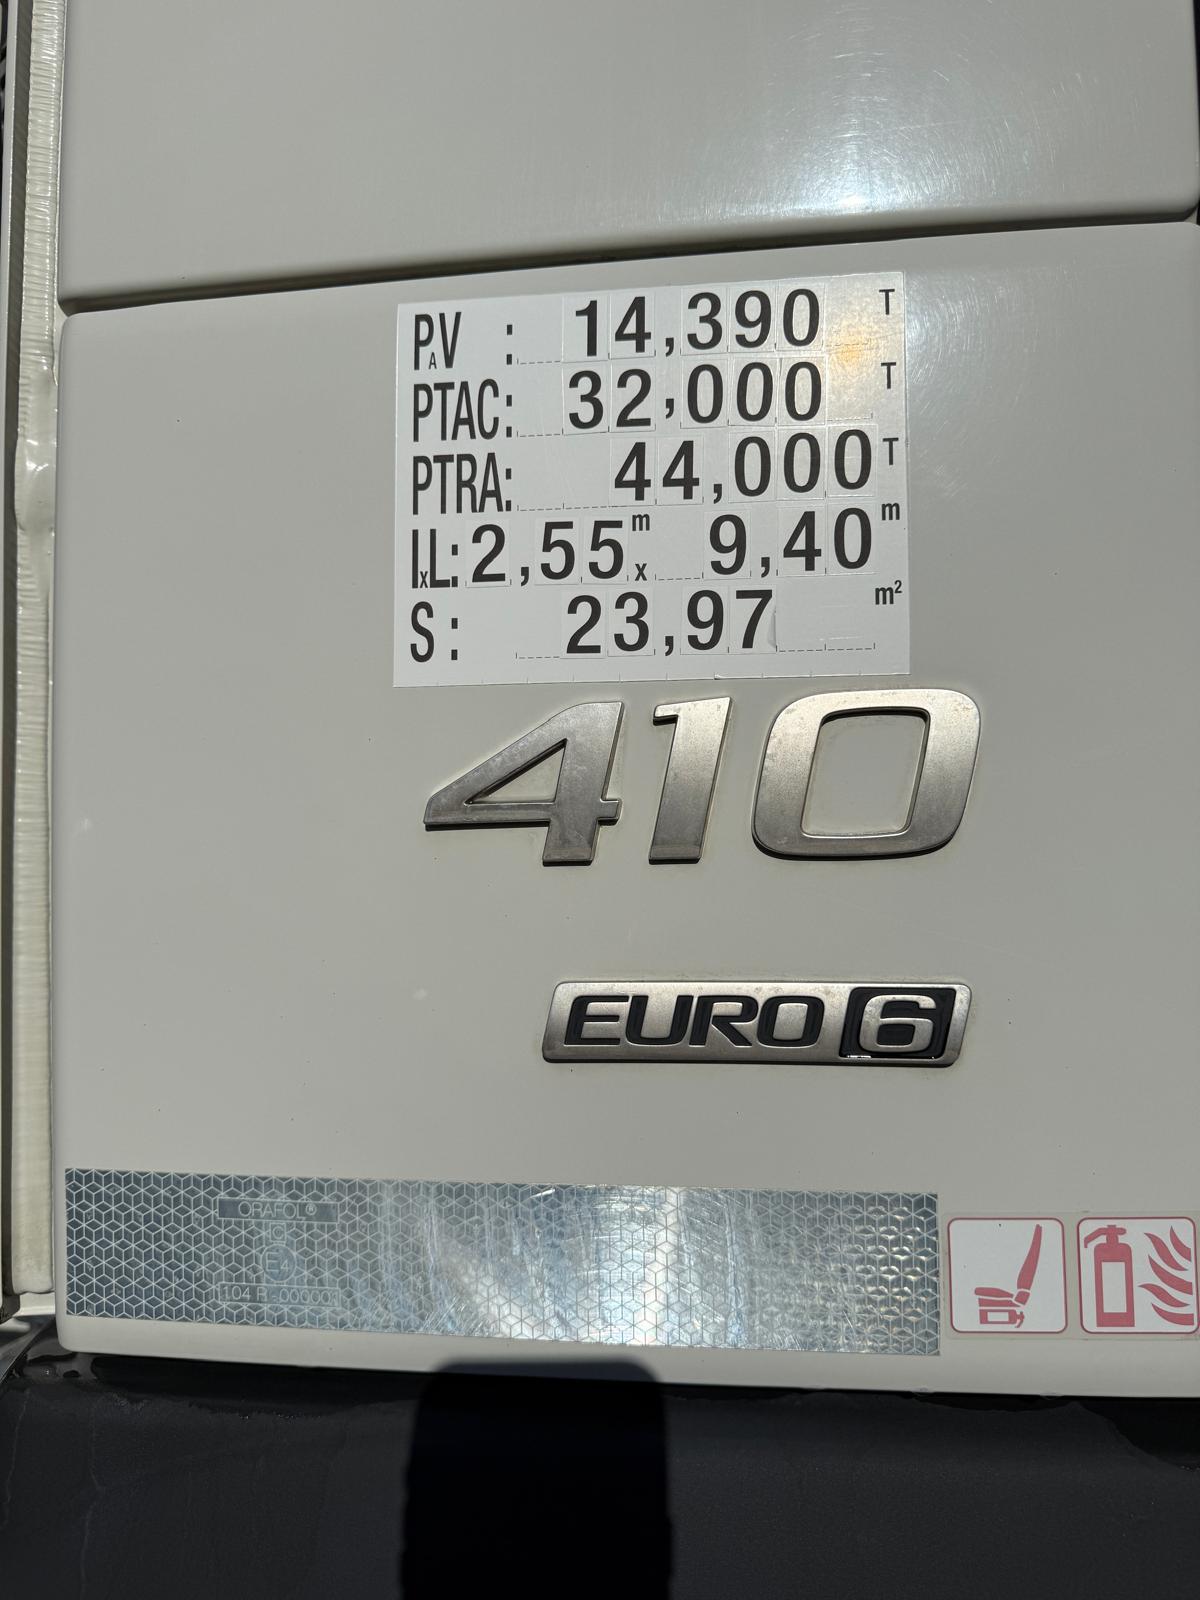 PAV : 14,390 T
PTAC: 32,000 T
PTRA: 44,000 T
lxL: 2,55 m x 9,40 m
S : 23,97 m²
410
EURO 6
ORAFOL®
C
E4
104 R-00000